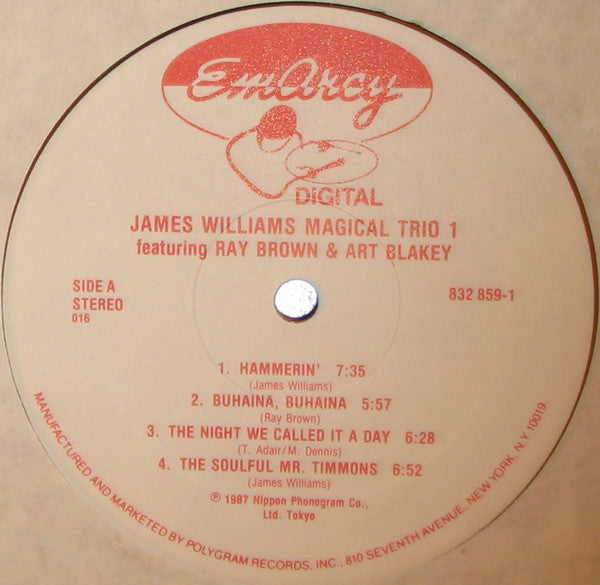 EmArcy
DIGITAL
JAMES WILLIAMS MAGICAL TRIO 1
featuring RAY BROWN & ART BLAKEY
SIDE A
STEREO
016
832 859-1
1. HAMMERIN' 7:35
(James Williams)
2. BUHAINA, BUHAINA 5:57
(Ray Brown)
3. THE NIGHT WE CALLED IT A DAY 6:28
(T. Adair/M. Dennis)
4. THE SOULFUL MR. TIMMONS 6:52
(James Williams)
℗ 1987 Nippon Phonogram Co.,
Ltd. Tokyo
MANUFACTURED AND MARKETED BY POLYGRAM RECORDS, INC., 810 SEVENTH AVENUE, NEW YORK, N.Y. 10019.